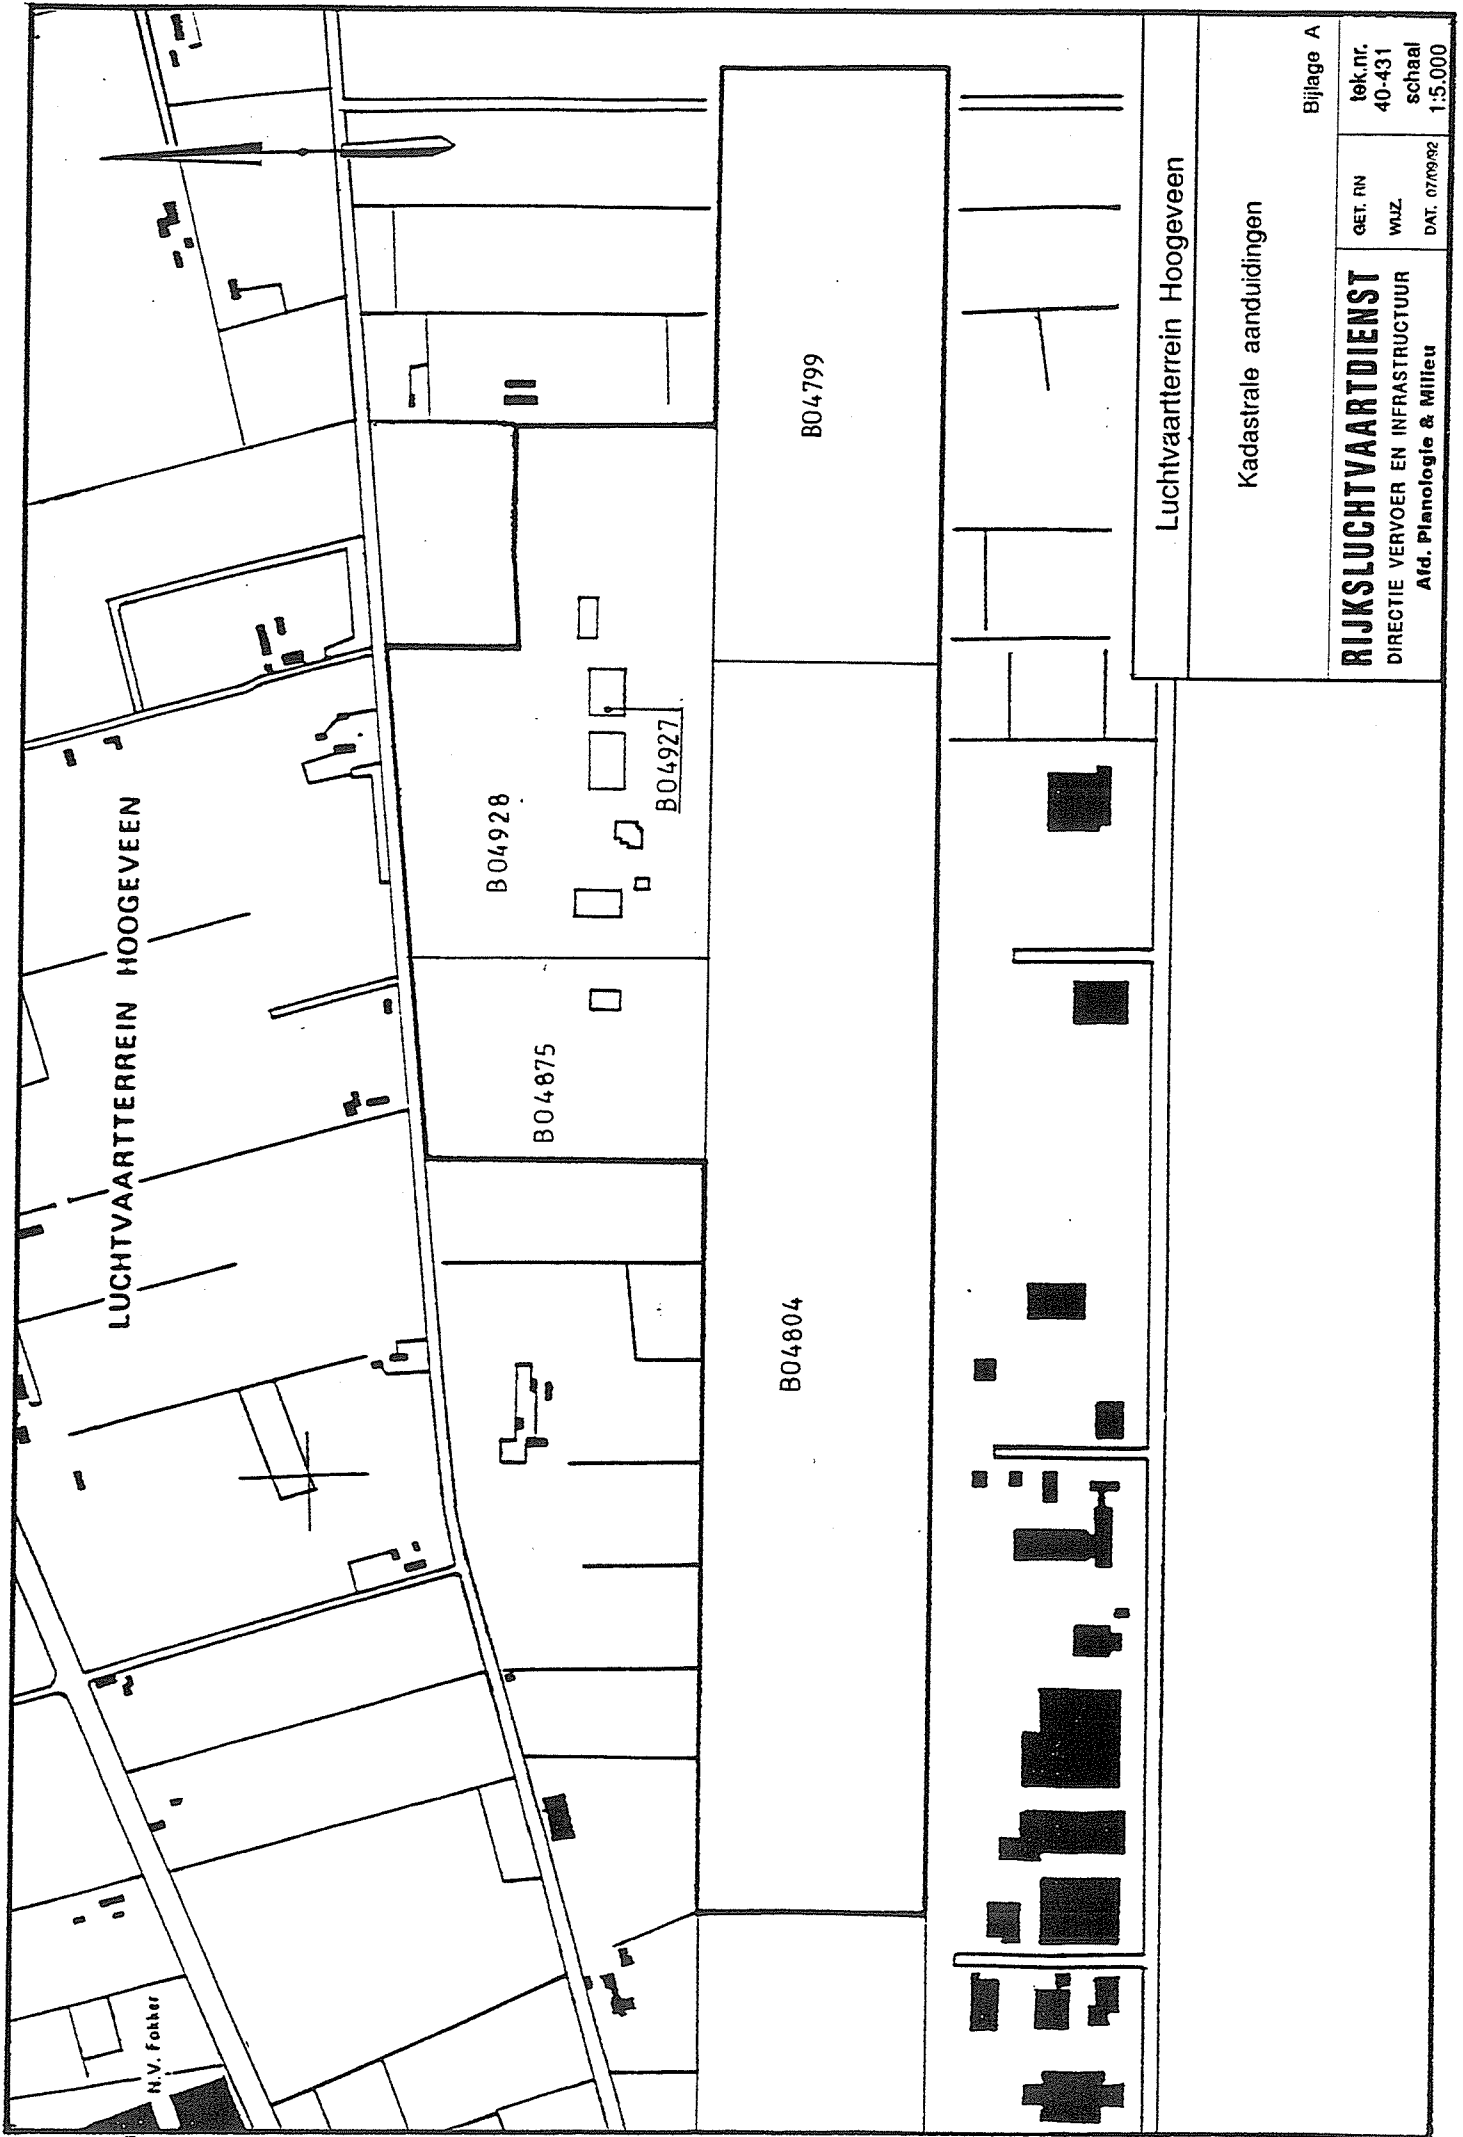 LUCHTVAARTTERREIN HOOGEVEEN
N.V. Fokker
B04928
B04927
B04875
B04799
B04804
Luchtvaartterrein Hoogeveen
Kadastrale aanduidingen
Bijlage A
RIJKSLUCHTVAARTDIENST
DIRECTIE VERVOER EN INFRASTRUCTUUR
Afd. Planologie & Milieu
GET. RN
WIJZ.
DAT. 07/09/92
tek.nr.
40-431
schaal
1:5.000